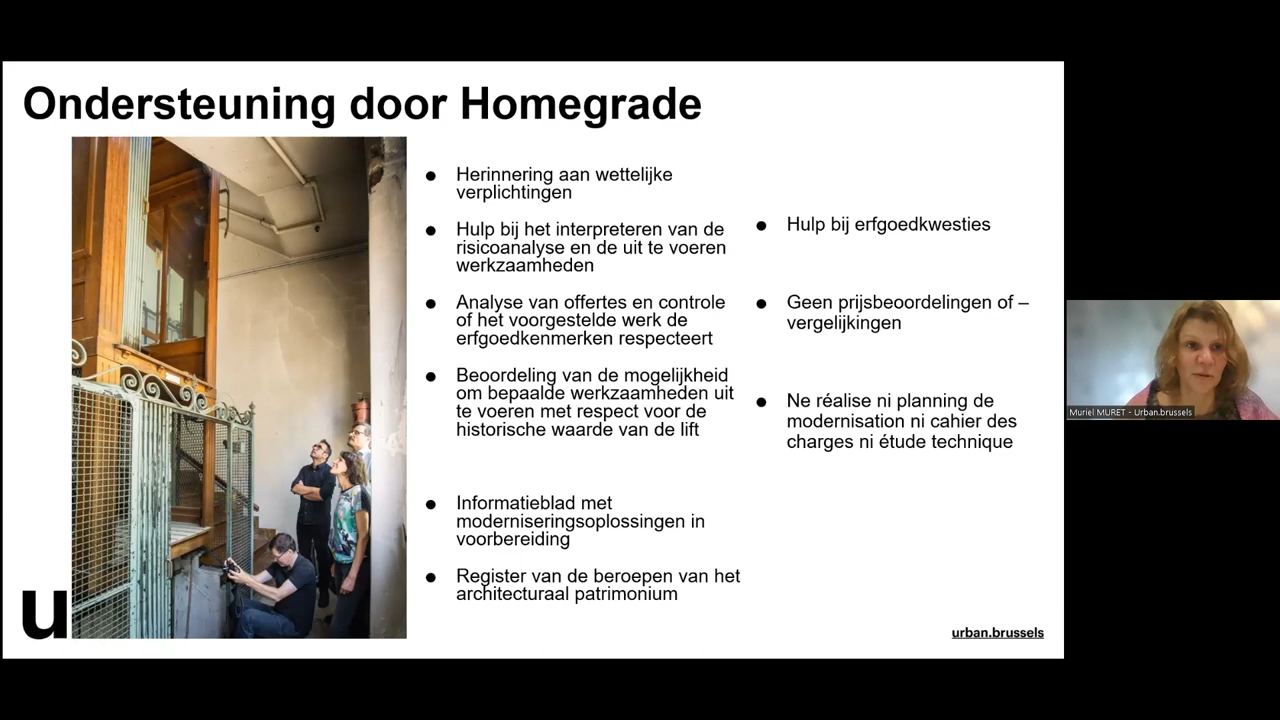 Ondersteuning door Homegrade
Herinnering aan wettelijke
verplichtingen
Hulp bij het interpreteren van de
risicoanalyse en de uit te voeren
werkzaamheden
Analyse van offertes en controle
of het voorgestelde werk de
erfgoedkenmerken respecteert
Beoordeling van de mogelijkheid
om bepaalde werkzaamheden uit
te voeren met respect voor de
historische waarde van de lift
Informatieblad met
moderniseringsoplossingen in
voorbereiding
Register van de beroepen van het
architecturaal patrimonium
Hulp bij erfgoedkwesties
Geen prijsbeoordelingen of –
vergelijkingen
Ne réalise ni planning de
modernisation ni cahier des
charges ni étude technique
u
urban.brussels
Muriel MURET - Urban.brussels